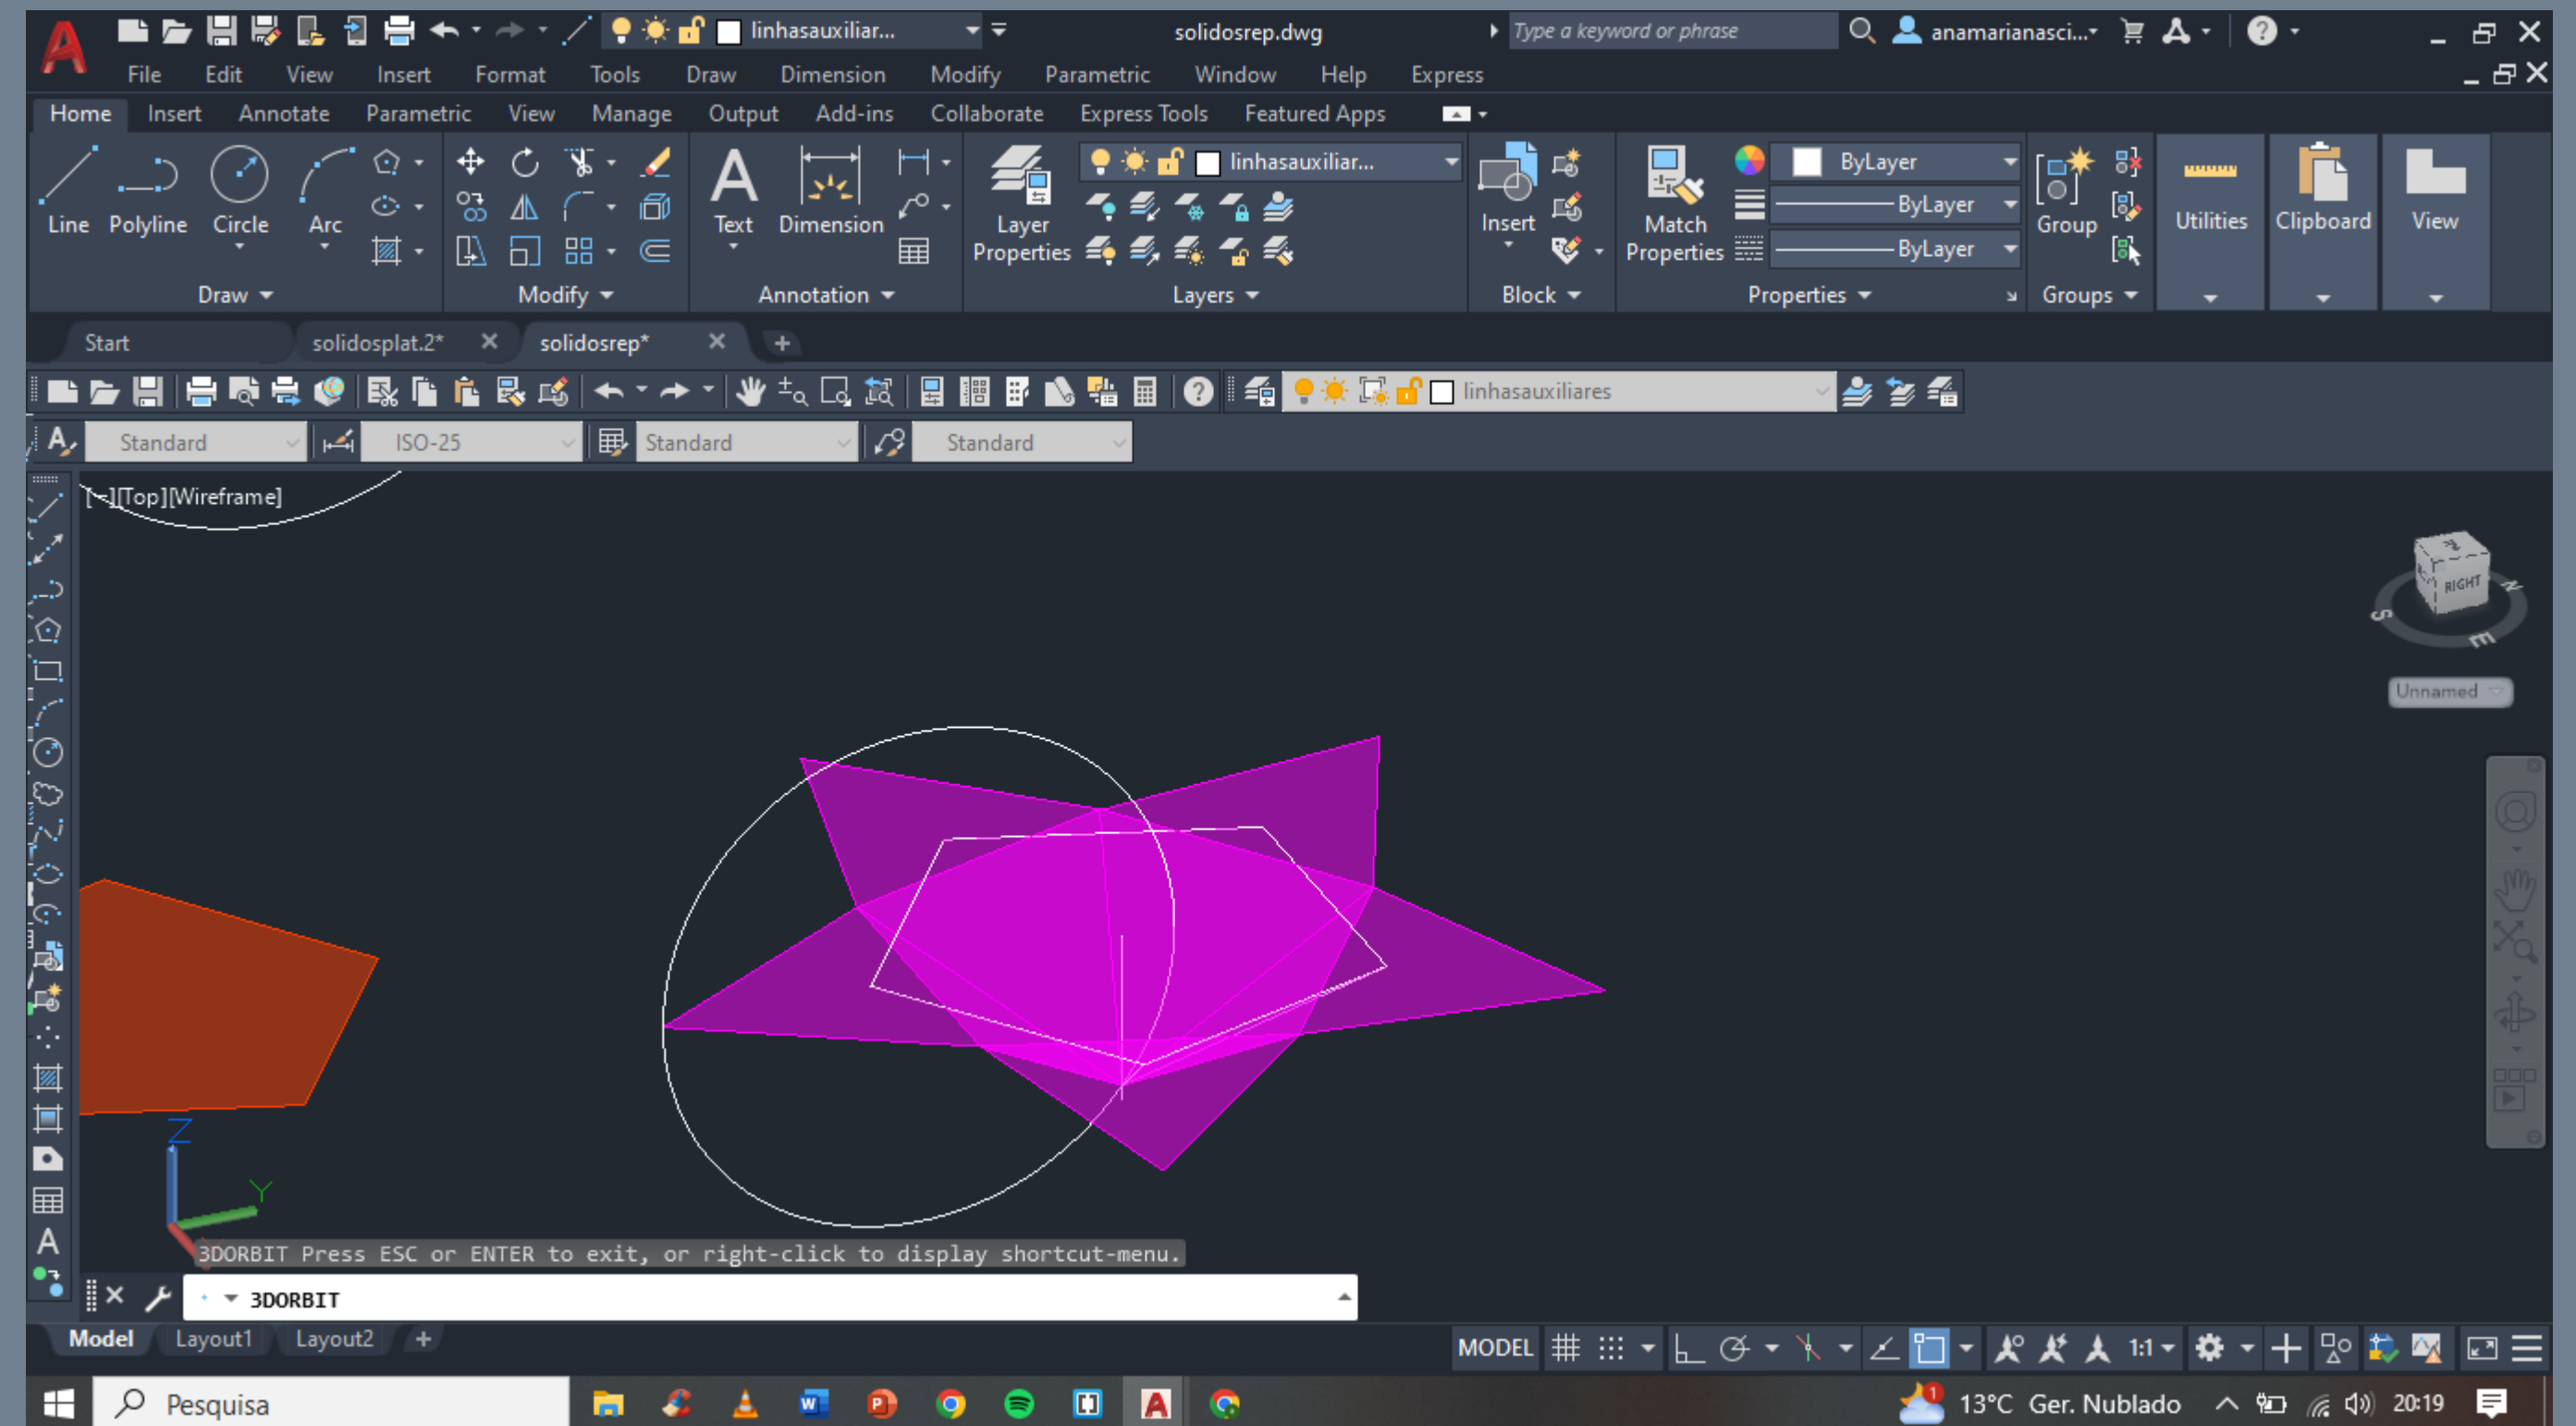 linhasauxiliar... solidosrep.dwg Type a keyword or phrase anamarianasci...
File Edit View Insert Format Tools Draw Dimension Modify Parametric Window Help Express
Home Insert Annotate Parametric View Manage Output Add-ins Collaborate Express Tools Featured Apps
linhasauxiliar... ByLayer
ByLayer
Line Polyline Circle Arc Text Dimension Layer Properties Insert Match Properties Group Utilities Clipboard View
ByLayer
Draw Modify Annotation Layers Block Properties Groups
Start solidosplat.2* solidosrep*
linhasauxiliares
Standard ISO-25 Standard Standard
[−][Top][Wireframe]
RIGHT
N
S
E
Unnamed
Z
Y
3DORBIT Press ESC or ENTER to exit, or right-click to display shortcut-menu.
3DORBIT
Model Layout1 Layout2 +
MODEL 1:1
Pesquisa 1 13°C Ger. Nublado 20:19